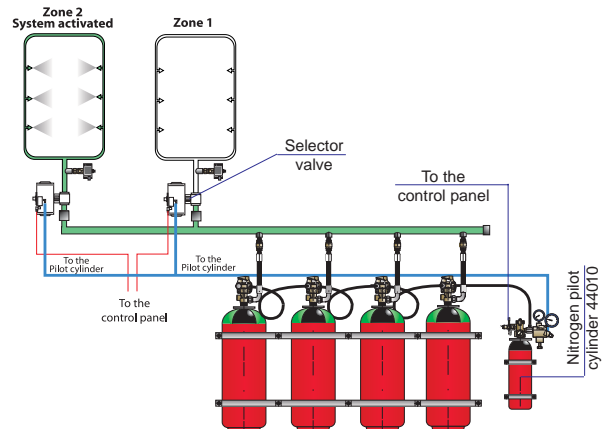 Zone 2
System activated
Zone 1
Selector
valve
To the
control panel
To the
Pilot cylinder
To the
Pilot cylinder
To the
control panel
Nitrogen pilot
cylinder 44010